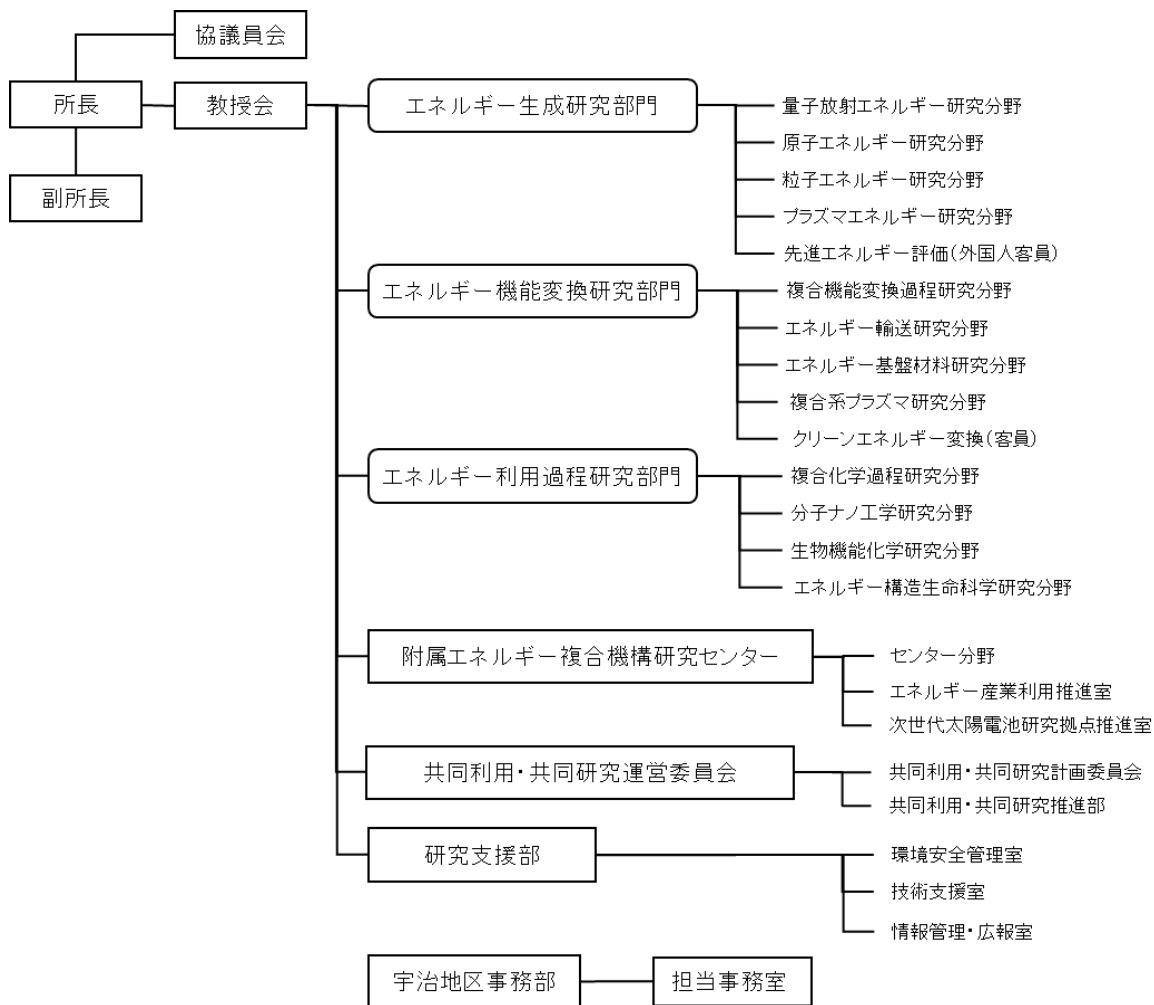 協議員会
所長
教授会
副所長
エネルギー生成研究部門
量子放射エネルギー研究分野
原子エネルギー研究分野
粒子エネルギー研究分野
プラズマエネルギー研究分野
先進エネルギー評価(外国人客員)
エネルギー機能変換研究部門
複合機能変換過程研究分野
エネルギー輸送研究分野
エネルギー基盤材料研究分野
複合系プラズマ研究分野
クリーンエネルギー変換(客員)
エネルギー利用過程研究部門
複合化学過程研究分野
分子ナノ工学研究分野
生物機能化学研究分野
エネルギー構造生命科学研究分野
附属エネルギー複合機構研究センター
センター分野
エネルギー産業利用推進室
次世代太陽電池研究拠点推進室
共同利用・共同研究運営委員会
共同利用・共同研究計画委員会
共同利用・共同研究推進部
研究支援部
環境安全管理室
技術支援室
情報管理・広報室
宇治地区事務部
担当事務室